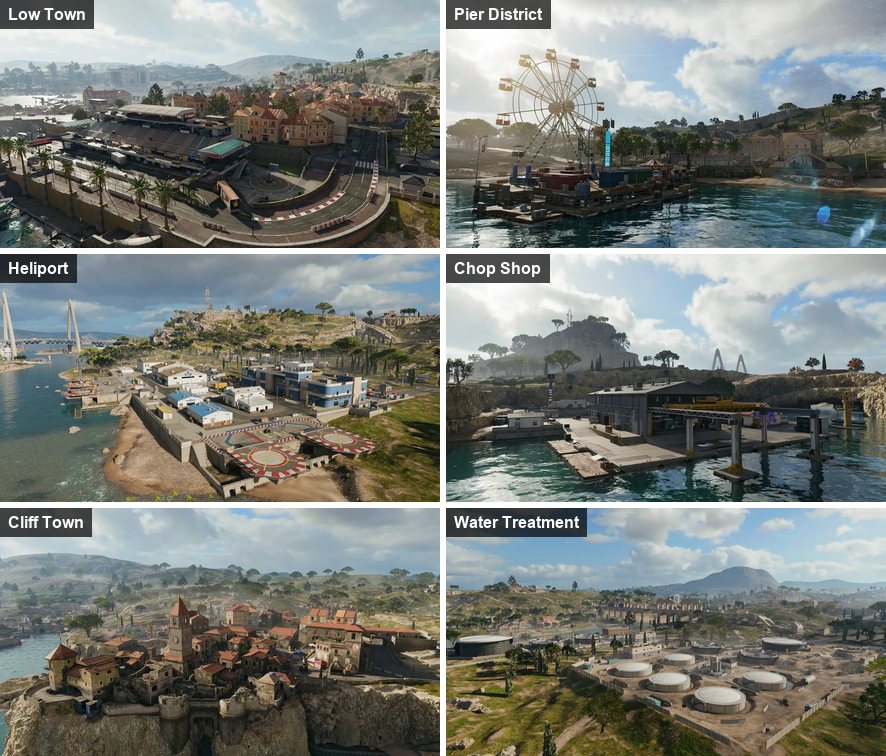 Low Town
Pier District
Heliport
Chop Shop
Cliff Town
Water Treatment